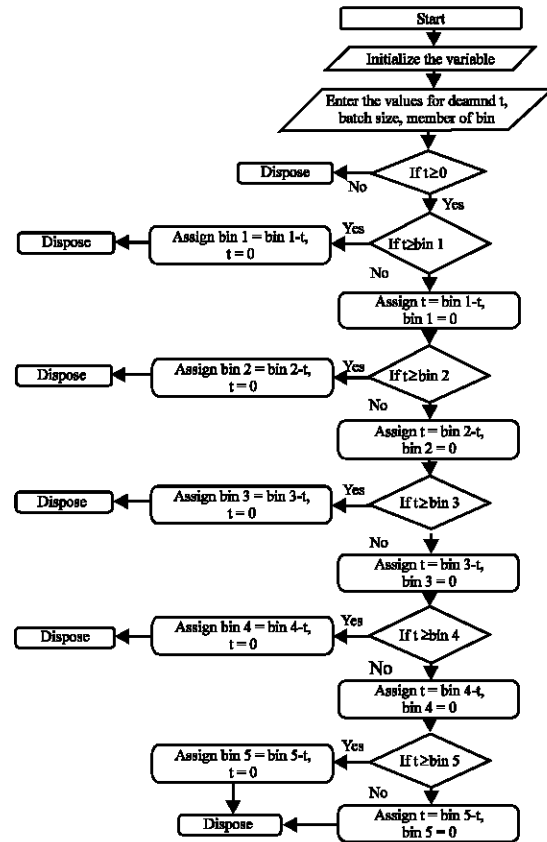 Start
Initialize the variable
Enter the values for deamnd t,
batch size, member of bin
If t≥0
No
Dispose
Yes
If t≥bin 1
Yes
Assign bin 1 = bin 1-t,
t = 0
Dispose
No
Assign t = bin 1-t,
bin 1 = 0
If t≥bin 2
Yes
Assign bin 2 = bin 2-t,
t = 0
Dispose
No
Assign t = bin 2-t,
bin 2 = 0
If t≥bin 3
Yes
Assign bin 3 = bin 3-t,
t = 0
Dispose
No
Assign t = bin 3-t,
bin 3 = 0
If t≥bin 4
Yes
Assign bin 4 = bin 4-t,
t = 0
Dispose
No
Assign t = bin 4-t,
bin 4 = 0
If t≥bin 5
Yes
Assign bin 5 = bin 5-t,
t = 0
No
Assign t = bin 5-t,
bin 5 = 0
Dispose